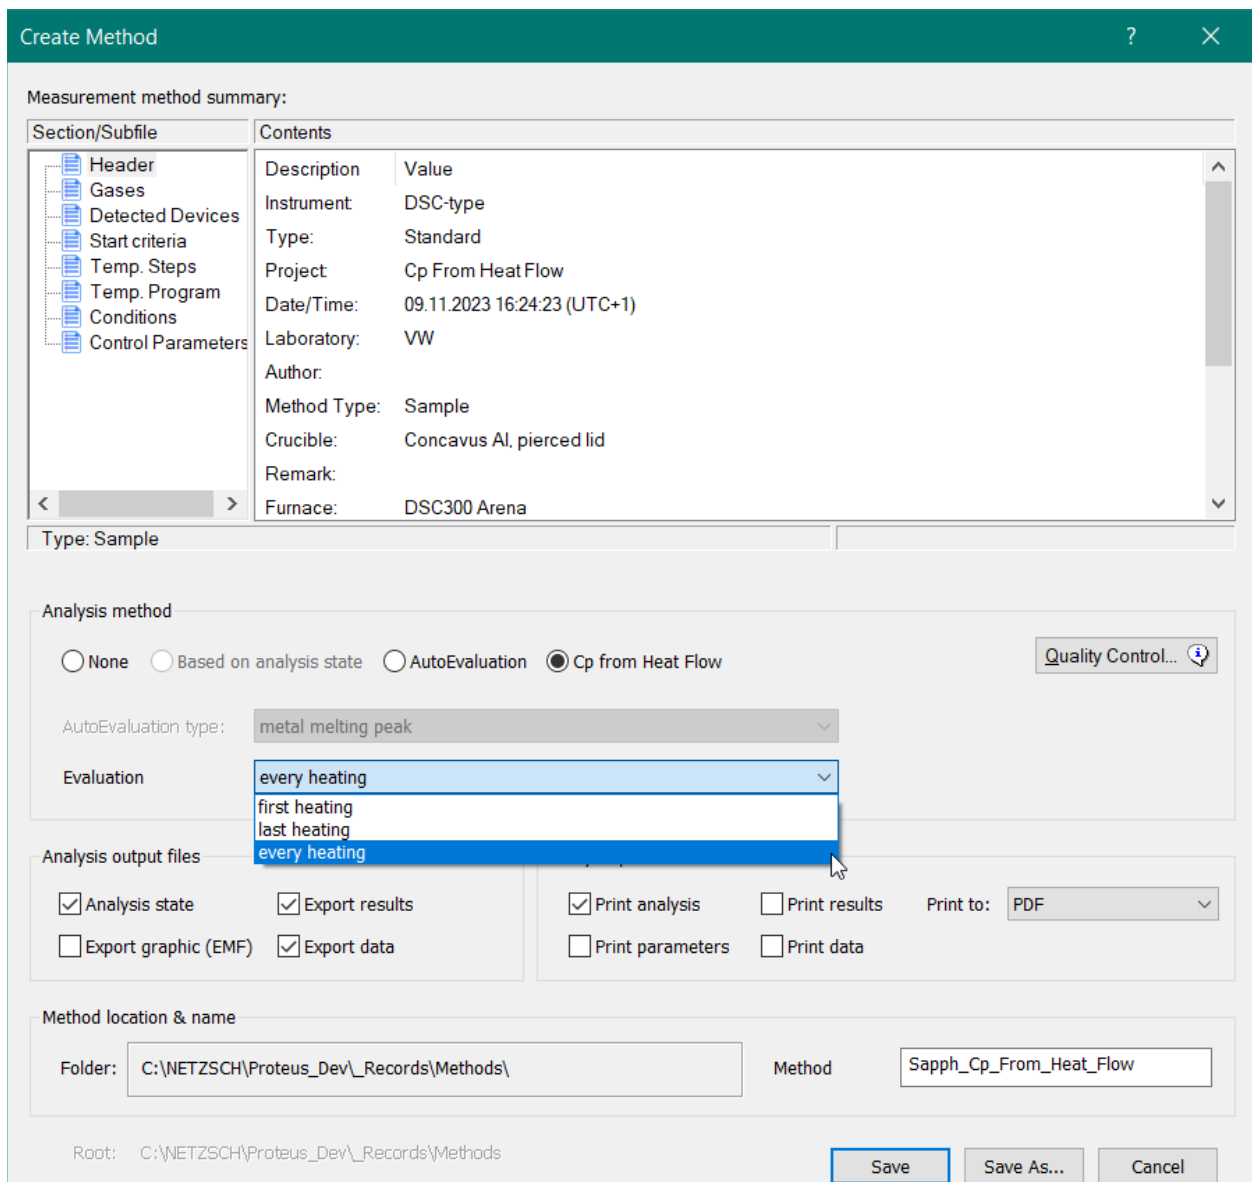 Create Method
?
Measurement method summary:
Section/Subfile Contents
Header
Gases
Detected Devices
Start criteria
Temp. Steps
Temp. Program
Conditions
Control Parameters
Description Value
Instrument: DSC-type
Type: Standard
Project: Cp From Heat Flow
Date/Time: 09.11.2023 16:24:23 (UTC+1)
Laboratory: VW
Author:
Method Type: Sample
Crucible: Concavus Al, pierced lid
Remark:
Furnace: DSC300 Arena
Type: Sample
Analysis method
None Based on analysis state AutoEvaluation Cp from Heat Flow Quality Control...
AutoEvaluation type: metal melting peak
Evaluation every heating
first heating
last heating
every heating
Analysis output files
Analysis state Export results
Export graphic (EMF) Export data
Print analysis Print results Print to: PDF
Print parameters Print data
Method location & name
Folder: C:\NETZSCH\Proteus_Dev\_Records\Methods\ Method Sapph_Cp_From_Heat_Flow
Root: C:\NETZSCH\Proteus_Dev\_Records\Methods
Save Save As... Cancel